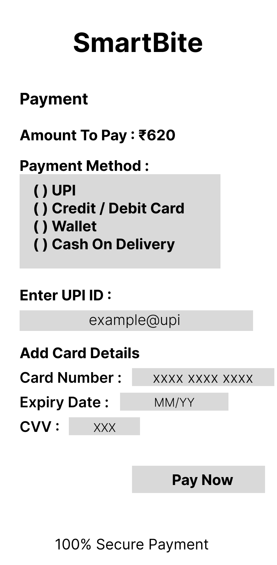 SmartBite
Payment
Amount To Pay : ₹620
Payment Method :
( ) UPI
( ) Credit / Debit Card
( ) Wallet
( ) Cash On Delivery
Enter UPI ID :
example@upi
Add Card Details
Card Number : xxxx xxxx xxxx
Expiry Date : MM/YY
CVV : xxx
Pay Now
100% Secure Payment